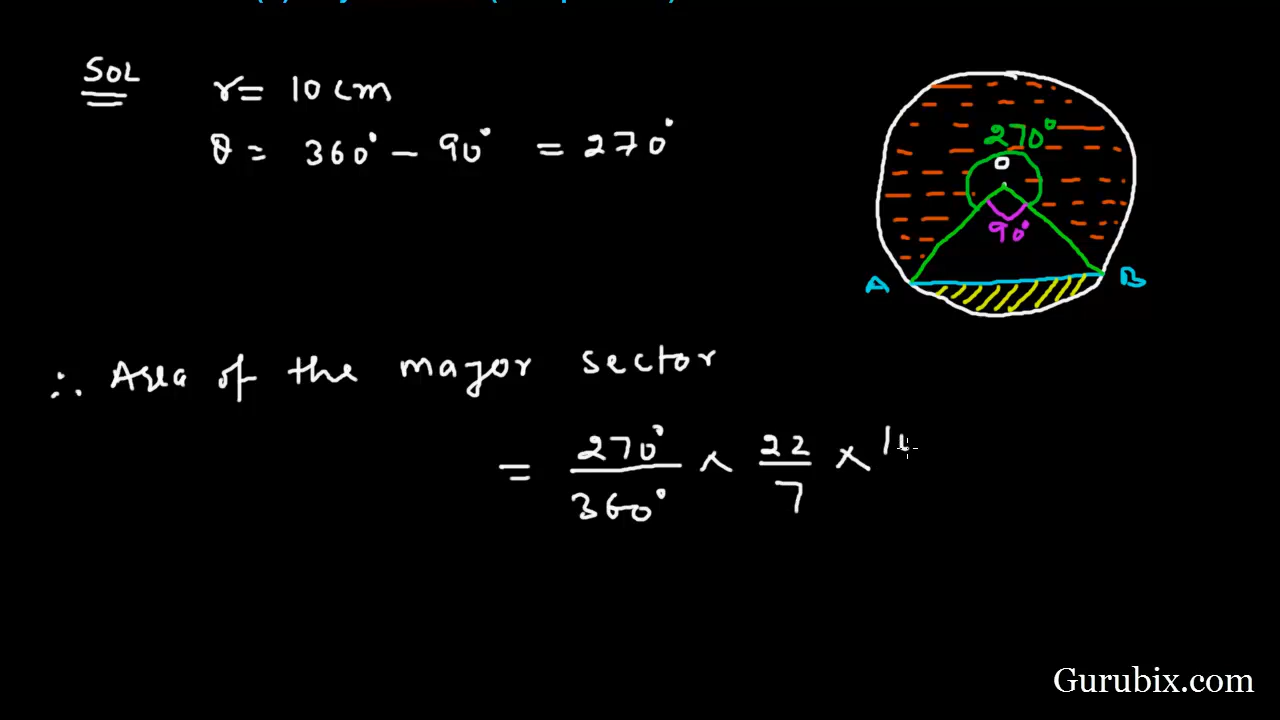 SOL
r = 10 cm
θ = 360° - 90° = 270°
270°
O
90°
A
B
∴ Area of the major sector
= 270°/360° × 22/7 ×
Gurubix.com